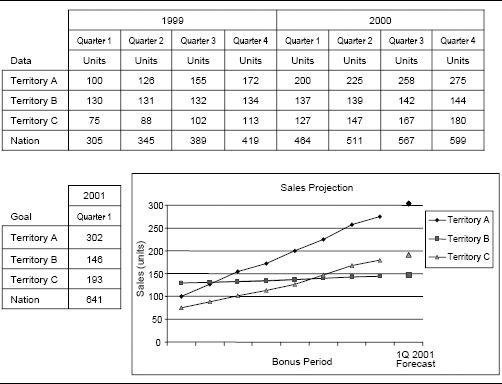 1999 2000
Quarter 1 Quarter 2 Quarter 3 Quarter 4 Quarter 1 Quarter 2 Quarter 3 Quarter 4
Data Units Units Units Units Units Units Units Units
Territory A 100 126 155 172 200 225 258 275
Territory B 130 131 132 134 137 139 142 144
Territory C 75 88 102 113 127 147 167 180
Nation 305 345 389 419 464 511 567 599
2001
Goal Quarter 1
Territory A 302
Territory B 146
Territory C 193
Nation 641
Sales Projection
Sales (units)
300
250
200
150
100
50
0
Territory A
Territory B
Territory C
Bonus Period
1Q 2001
Forecast